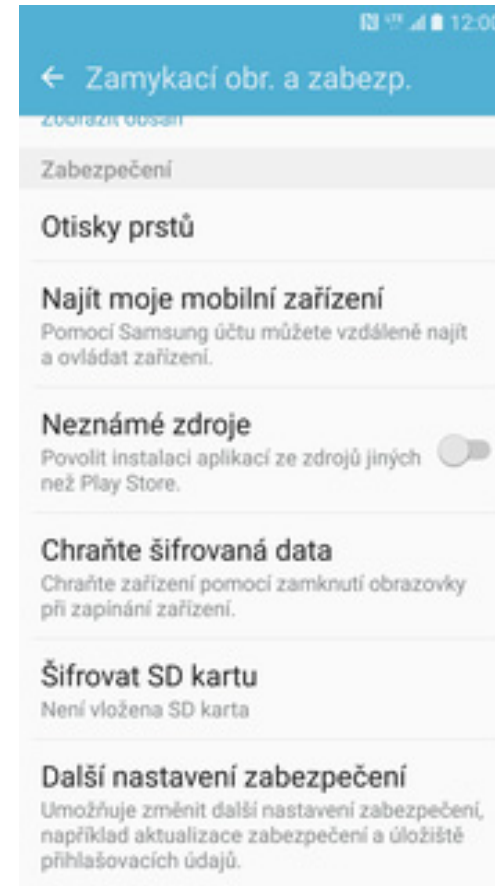 12:00
Zamykací obr. a zabezp.
Zobrazit obsah
Zabezpečení
Otisky prstů
Najít moje mobilní zařízení
Pomocí Samsung účtu můžete vzdáleně najít
a ovládat zařízení.
Neznámé zdroje
Povolit instalaci aplikací ze zdrojů jiných
než Play Store.
Chraňte šifrovaná data
Chraňte zařízení pomocí zamknutí obrazovky
při zapínání zařízení.
Šifrovat SD kartu
Není vložena SD karta
Další nastavení zabezpečení
Umožňuje změnit další nastavení zabezpečení,
například aktualizace zabezpečení a úložiště
přihlašovacích údajů.